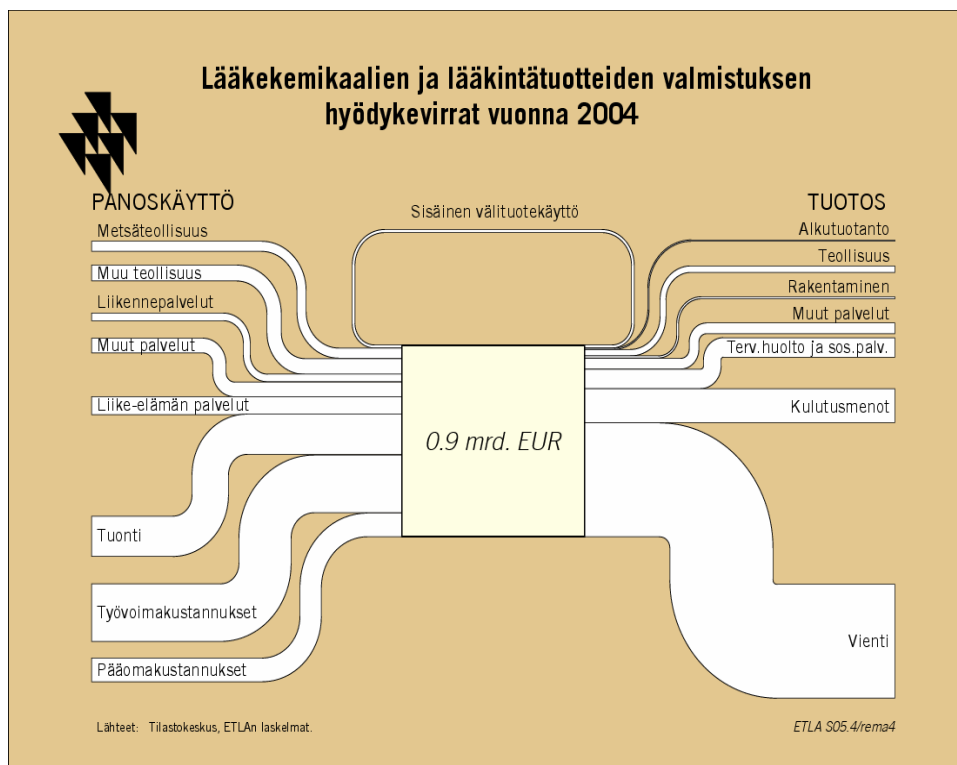 Lääkekemikaalien ja lääkintätuotteiden valmistuksen
hyödykevirrat vuonna 2004
PANOSKÄYTTÖ
Metsäteollisuus
Muu teollisuus
Liikennepalvelut
Muut palvelut
Liike-elämän palvelut
Tuonti
Työvoimakustannukset
Pääomakustannukset
Sisäinen välituotekäyttö
0.9 mrd. EUR
TUOTOS
Alkutuotanto
Teollisuus
Rakentaminen
Muut palvelut
Terv.huolto ja sos.palv.
Kulutusmenot
Vienti
Lähteet: Tilastokeskus, ETLAn laskelmat.
ETLA S05.4/rema4